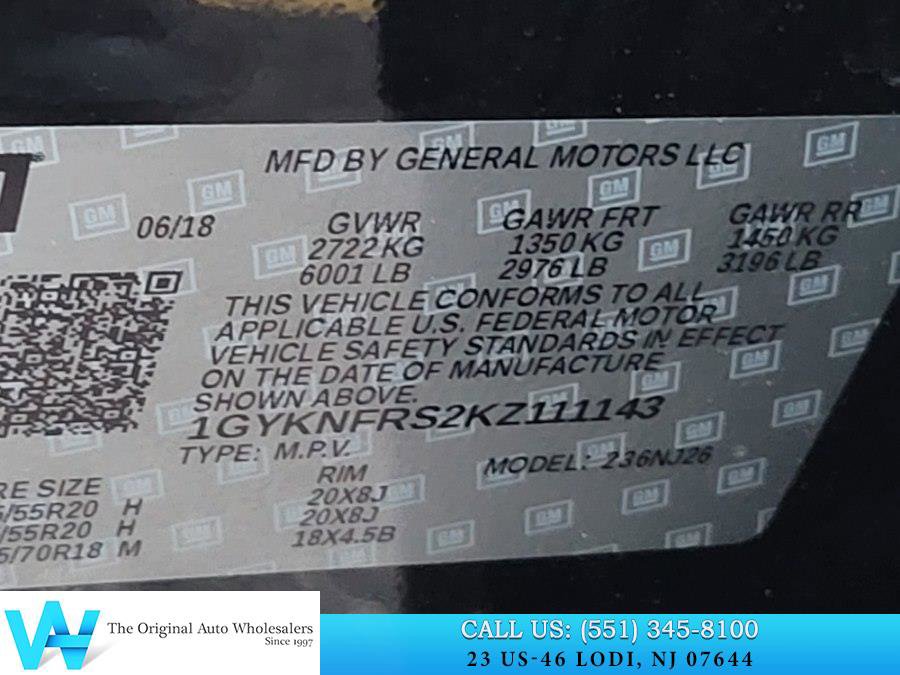 MFD BY GENERAL MOTORS LLC
06/18 GVWR GAWR FRT GAWR RR
2722 KG 1350 KG 1450 KG
6001 LB 2976 LB 3196 LB
THIS VEHICLE CONFORMS TO ALL
APPLICABLE U.S. FEDERAL MOTOR
VEHICLE SAFETY STANDARDS IN EFFECT
ON THE DATE OF MANUFACTURE
SHOWN ABOVE.
1GYKNFRS2KZ111143
TYPE: M.P.V. MODEL: 236NJ26
RE SIZE RIM
5/55R20 H 20X8J
/55R20 H 20X8J
5/70R18 M 18X4.5B
GM
W
The Original Auto Wholesalers
Since 1997
CALL US: (551) 345-8100
23 US-46 LODI, NJ 07644